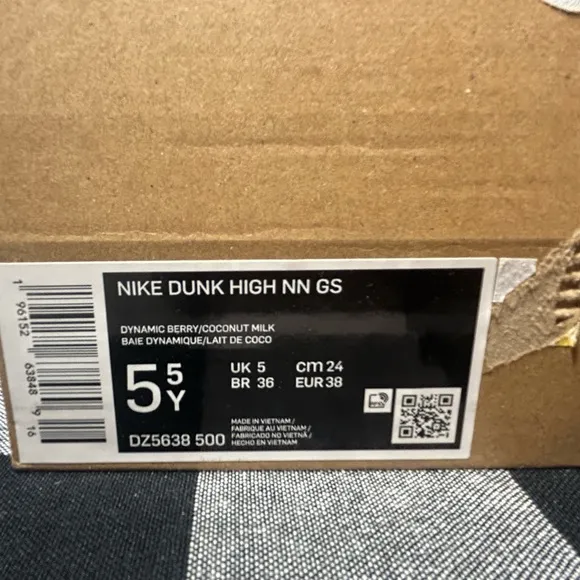 NIKE DUNK HIGH NN GS
DYNAMIC BERRY/COCONUT MILK
BAIE DYNAMIQUE/LAIT DE COCO
5 5 Y
UK 5 cm 24
BR 36 EUR 38
DZ5638 500
MADE IN VIETNAM /
FABRIQUE AU VIETNAM /
FABRICADO NO VIETNÃ /
HECHO EN VIETNAM
1 96152 63848 9 16